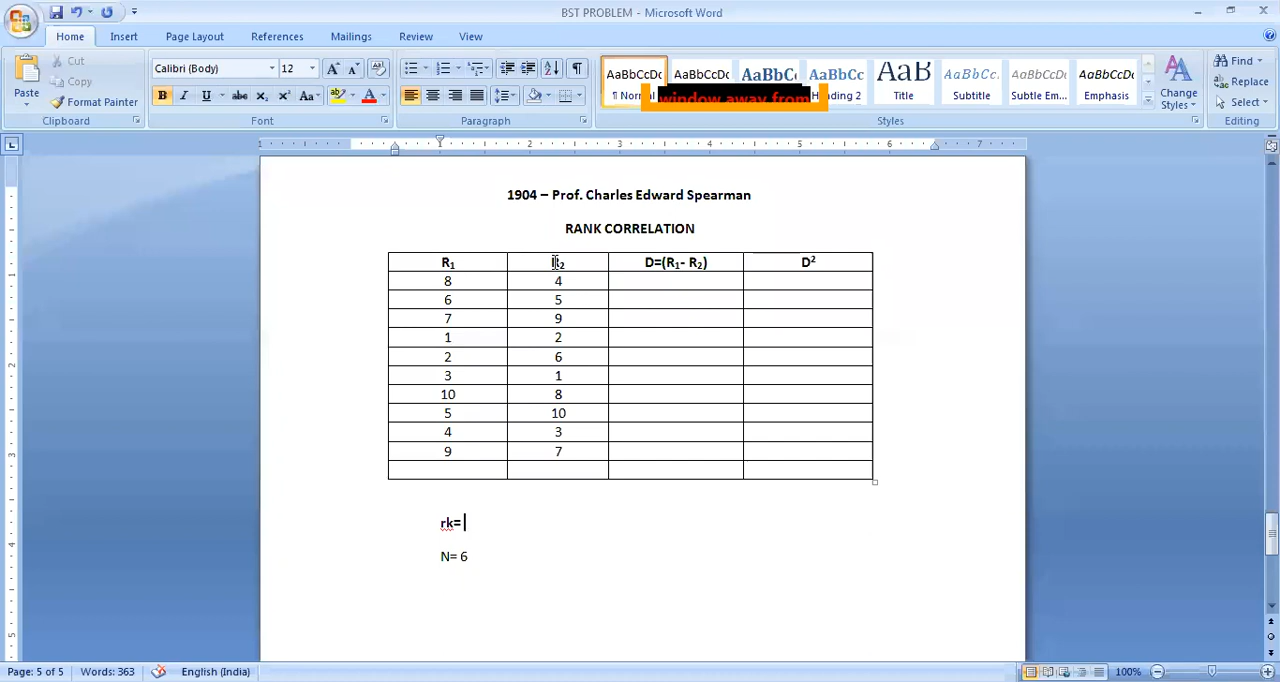 BST PROBLEM - Microsoft Word
Home Insert Page Layout References Mailings Review View
Cut
Copy
Format Painter
Paste
Clipboard
Calibri (Body) 12
Font
Paragraph
AaBbCcDc AaBbCcDc AaBbC AaBbCc AaB AaBbCc. AaBbCcDc AaBbCcDc
¶ Normal window away from Heading 2 Title Subtitle Subtle Em... Emphasis
Change Styles
Styles
Find
Replace
Select
Editing
1904 – Prof. Charles Edward Spearman
RANK CORRELATION
R1 R2 D=(R1- R2) D2
8 4
6 5
7 9
1 2
2 6
3 1
10 8
5 10
4 3
9 7
rk=
N= 6
Page: 5 of 5 Words: 363 English (India) 100%